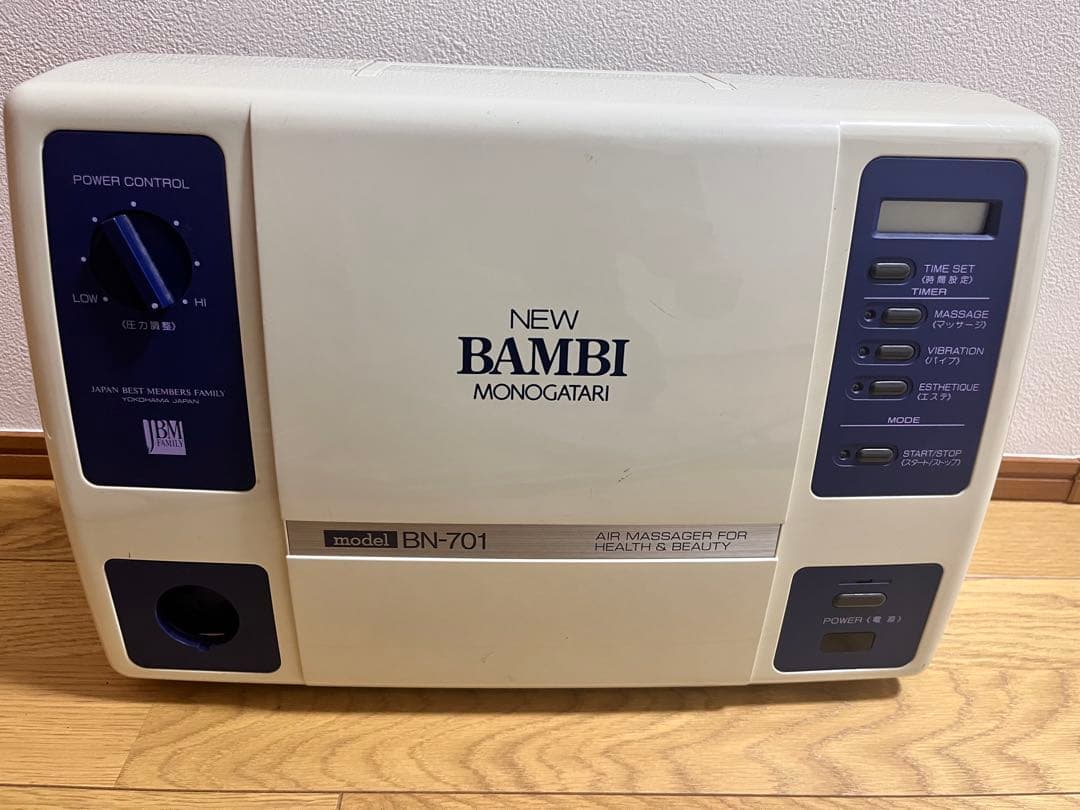 POWER CONTROL
LOW
HI
〈圧力調整〉
JAPAN BEST MEMBERS FAMILY
YOKOHAMA JAPAN
JBM
FAMILY
NEW
BAMBI
MONOGATARI
model BN-701
AIR MASSAGER FOR
HEALTH & BEAUTY
TIME SET
〈時間設定〉
TIMER
MASSAGE
〈マッサージ〉
VIBRATION
〈バイブ〉
ESTHETIQUE
〈エステ〉
MODE
START/STOP
〈スタート/ストップ〉
POWER〈電源〉